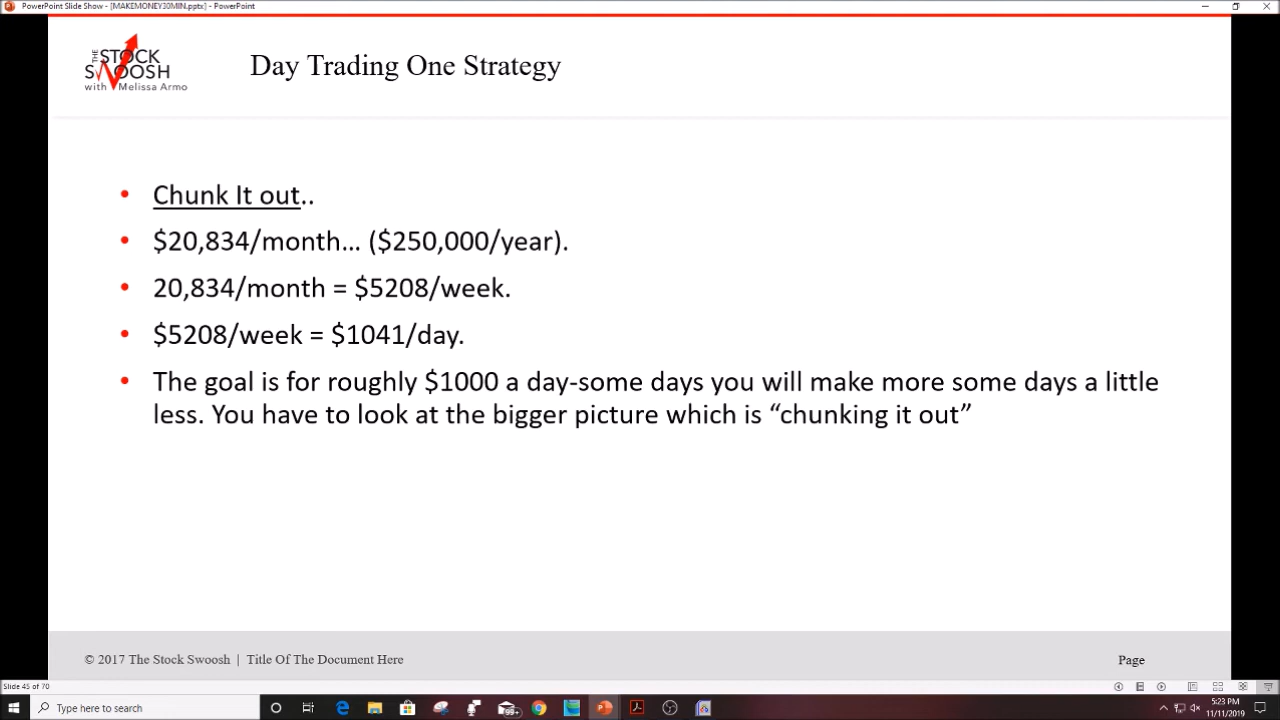 PowerPoint Slide Show - [MAKEMONEY30MIN.pptx] - PowerPoint
THE STOCK
SWOOSH
with Melissa Armo
Day Trading One Strategy
• Chunk It out..
• $20,834/month… ($250,000/year).
• 20,834/month = $5208/week.
• $5208/week = $1041/day.
• The goal is for roughly $1000 a day-some days you will make more some days a little
less. You have to look at the bigger picture which is “chunking it out”
© 2017 The Stock Swoosh | Title Of The Document Here
Page
Slide 45 of 70
Type here to search
99+
5:23 PM
11/11/2019